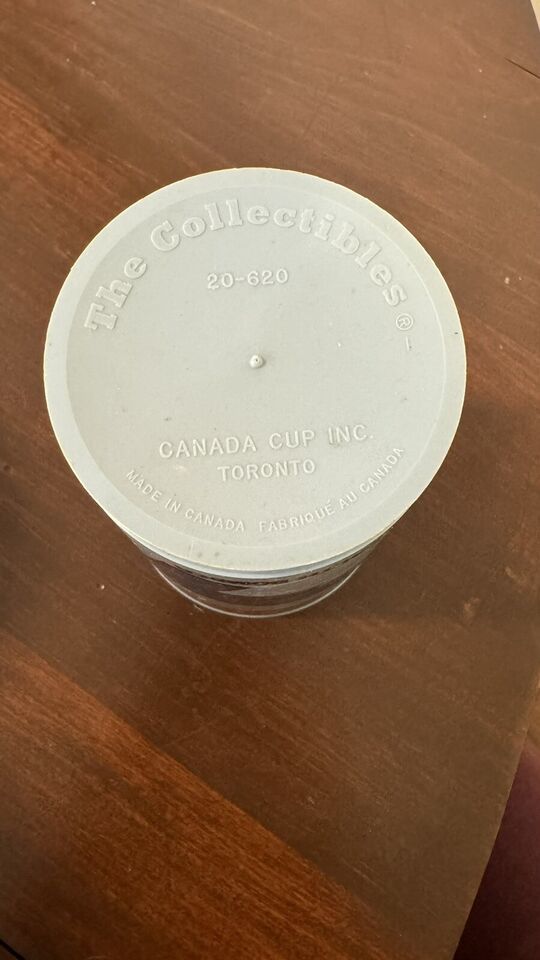 The Collectibles®
20-620
CANADA CUP INC.
TORONTO
MADE IN CANADA FABRIQUÉ AU CANADA